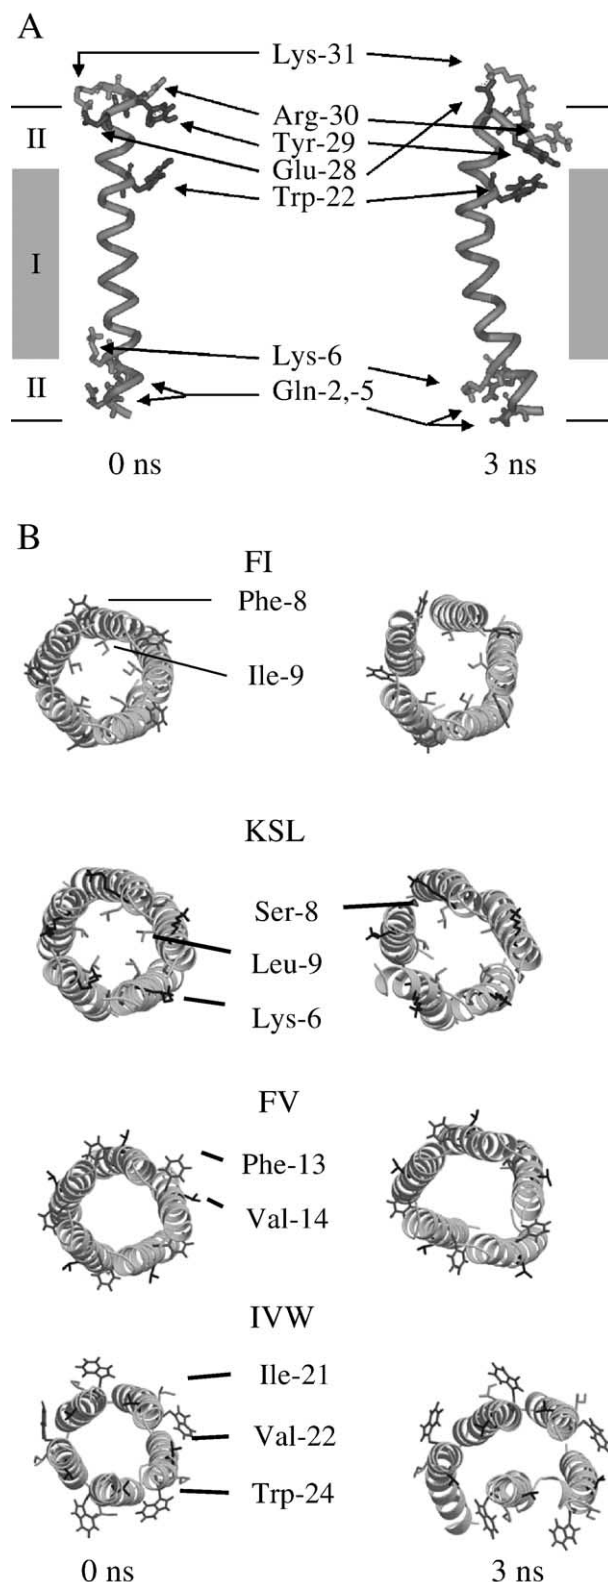 A
Lys-31
Arg-30
Tyr-29
Glu-28
Trp-22
II
I
II
Lys-6
Gln-2,-5
0 ns 3 ns
B
FI
Phe-8
Ile-9
KSL
Ser-8
Leu-9
Lys-6
FV
Phe-13
Val-14
IVW
Ile-21
Val-22
Trp-24
0 ns 3 ns